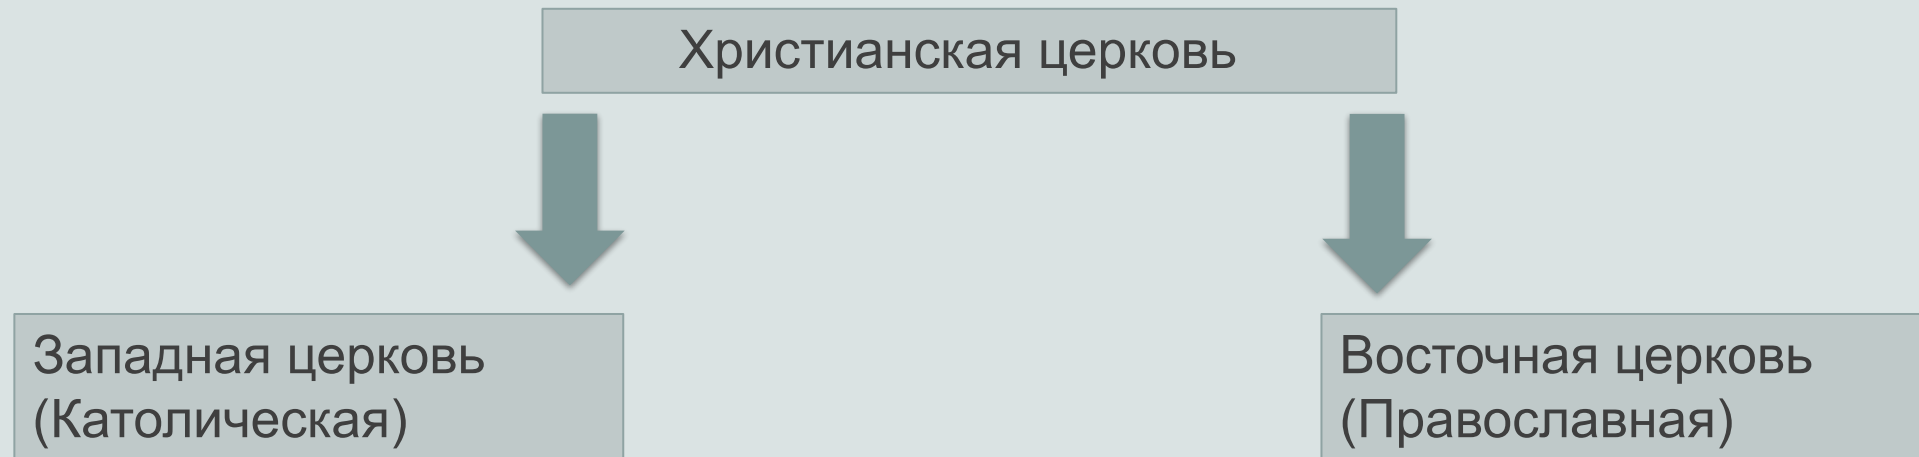 Христианская церковь
Западная церковь
(Католическая)
Восточная церковь
(Православная)